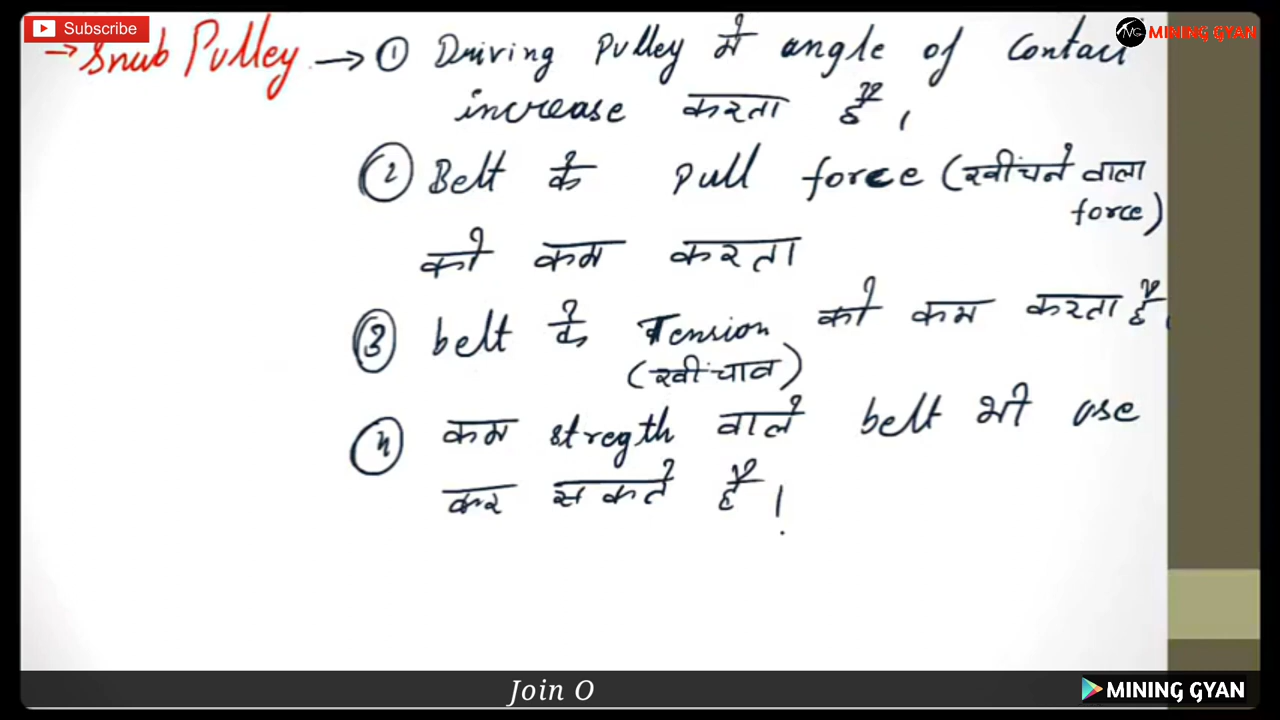 Subscribe
MINING GYAN
→ Snub Pulley → ① Driving Pulley में angle of Contact
increase करता है ।
② Belt के Pull force (खींचने वाला
force)
को कम करता
③ belt के Tension को कम करता है ।
(खींचाव)
④ कम stregth वाले belt भी use
कर सकते हैं ।
Join O
MINING GYAN